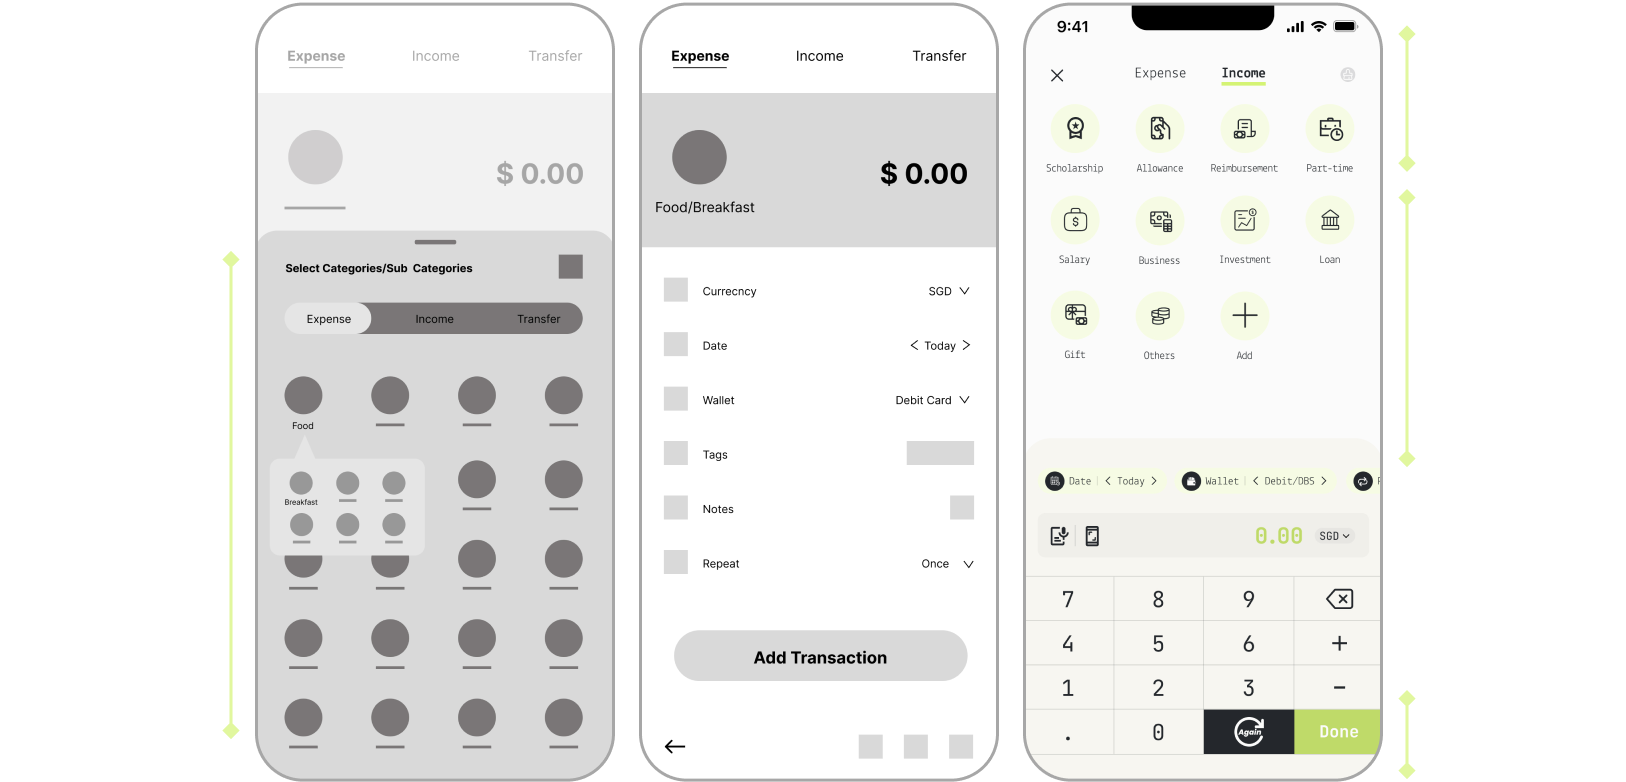 Expense Income Transfer
$ 0.00
Select Categories/Sub Categories
Expense Income Transfer
Food
Breakfast
Expense Income Transfer
$ 0.00
Food/Breakfast
Currecncy SGD
Date < Today >
Wallet Debit Card
Tags
Notes
Repeat Once
Add Transaction
9:41
Expense Income
Scholarship Allowance Reimbursement Part-time
Salary Business Investment Loan
Gift Others Add
Date < Today > Wallet < Debit/DBS >
0.00 SGD
7 8 9
4 5 6 +
1 2 3 -
. 0 Again Done